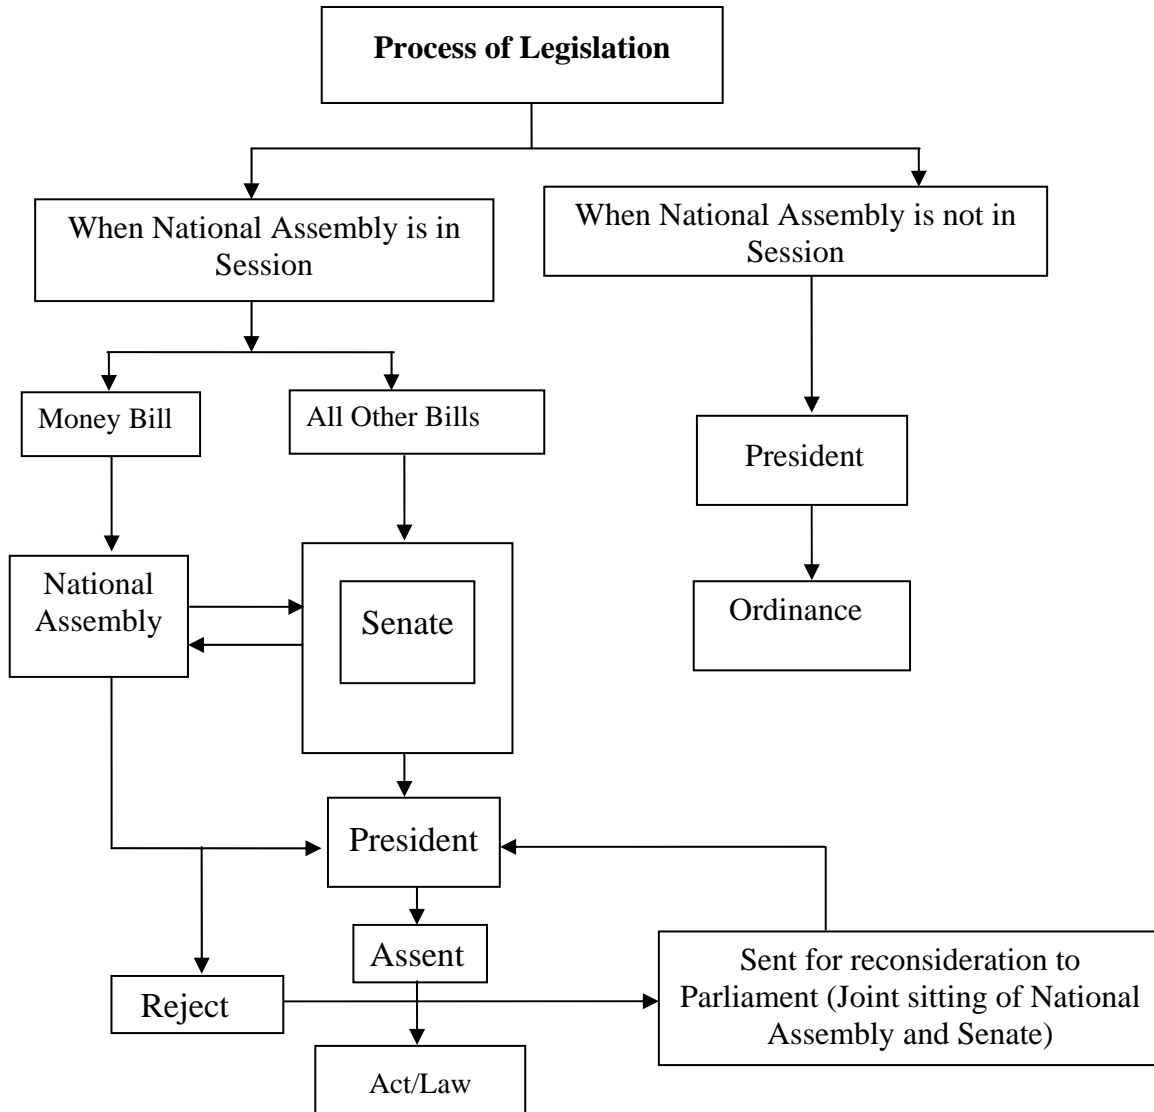 Process of Legislation
When National Assembly is in
Session
When National Assembly is not in
Session
Money Bill
All Other Bills
President
National
Assembly
Senate
Ordinance
President
Assent
Reject
Sent for reconsideration to
Parliament (Joint sitting of National
Assembly and Senate)
Act/Law